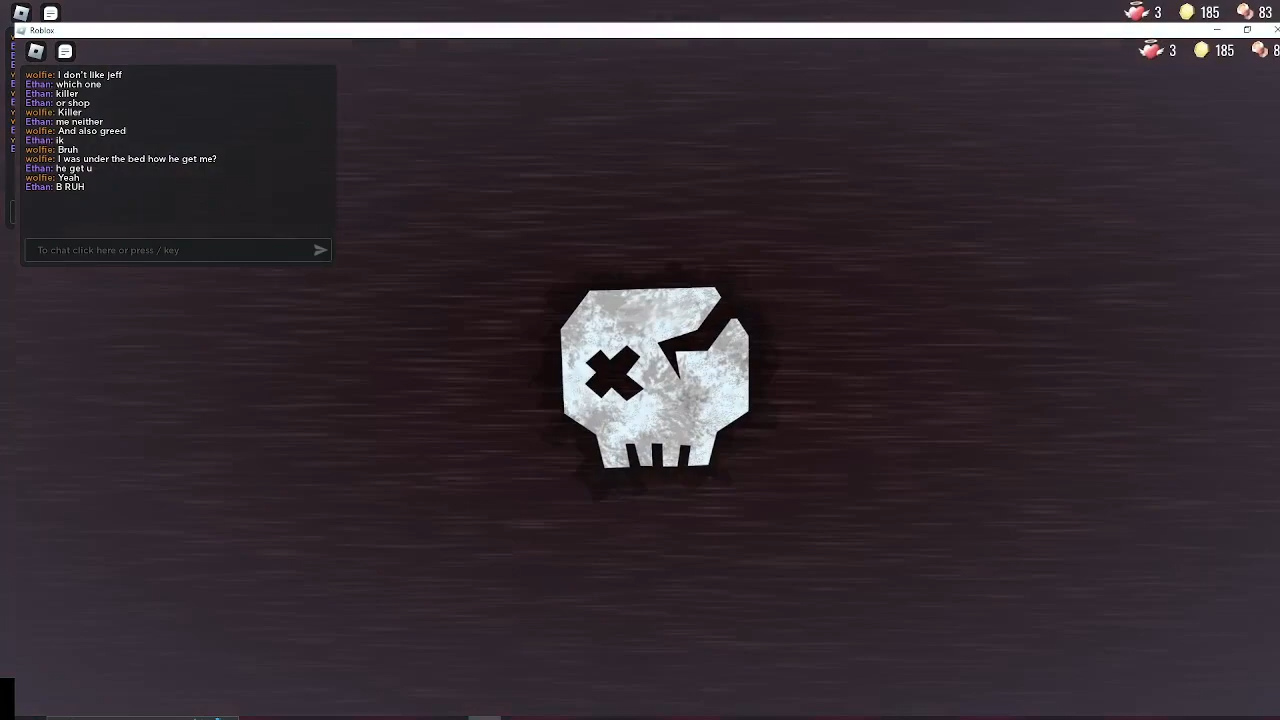 3 185 83
Roblox
3 185 8
wolfie: I don't like jeff
Ethan: which one
Ethan: killer
Ethan: or shop
wolfie: Killer
Ethan: me neither
wolfie: And also greed
Ethan: ik
wolfie: Bruh
wolfie: I was under the bed how he get me?
Ethan: he get u
wolfie: Yeah
Ethan: B RUH
To chat click here or press / key